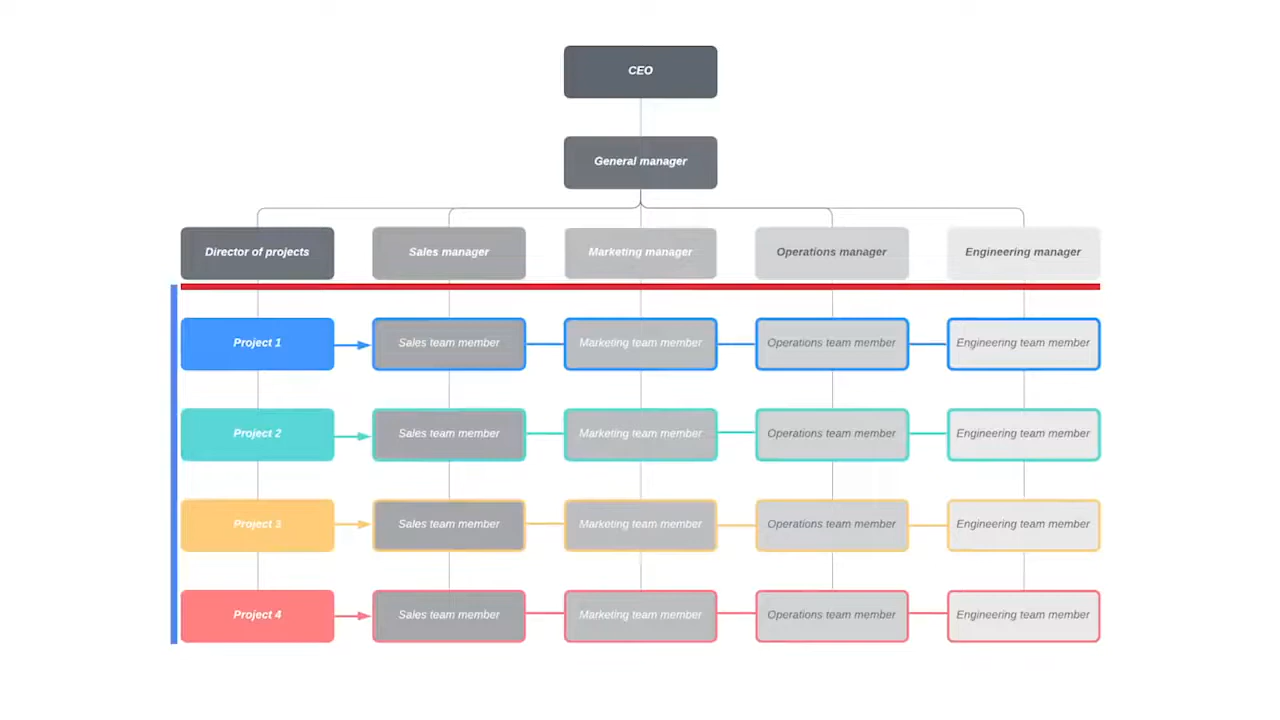 CEO
General manager
Director of projects
Sales manager
Marketing manager
Operations manager
Engineering manager
Project 1
Sales team member
Marketing team member
Operations team member
Engineering team member
Project 2
Sales team member
Marketing team member
Operations team member
Engineering team member
Project 3
Sales team member
Marketing team member
Operations team member
Engineering team member
Project 4
Sales team member
Marketing team member
Operations team member
Engineering team member